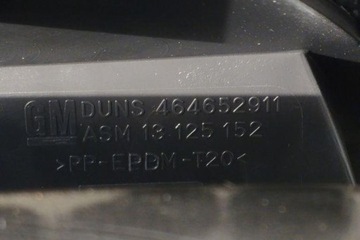 GM DUNS 464652911
ASM 13 125 152
>PP-EPDM-T20<